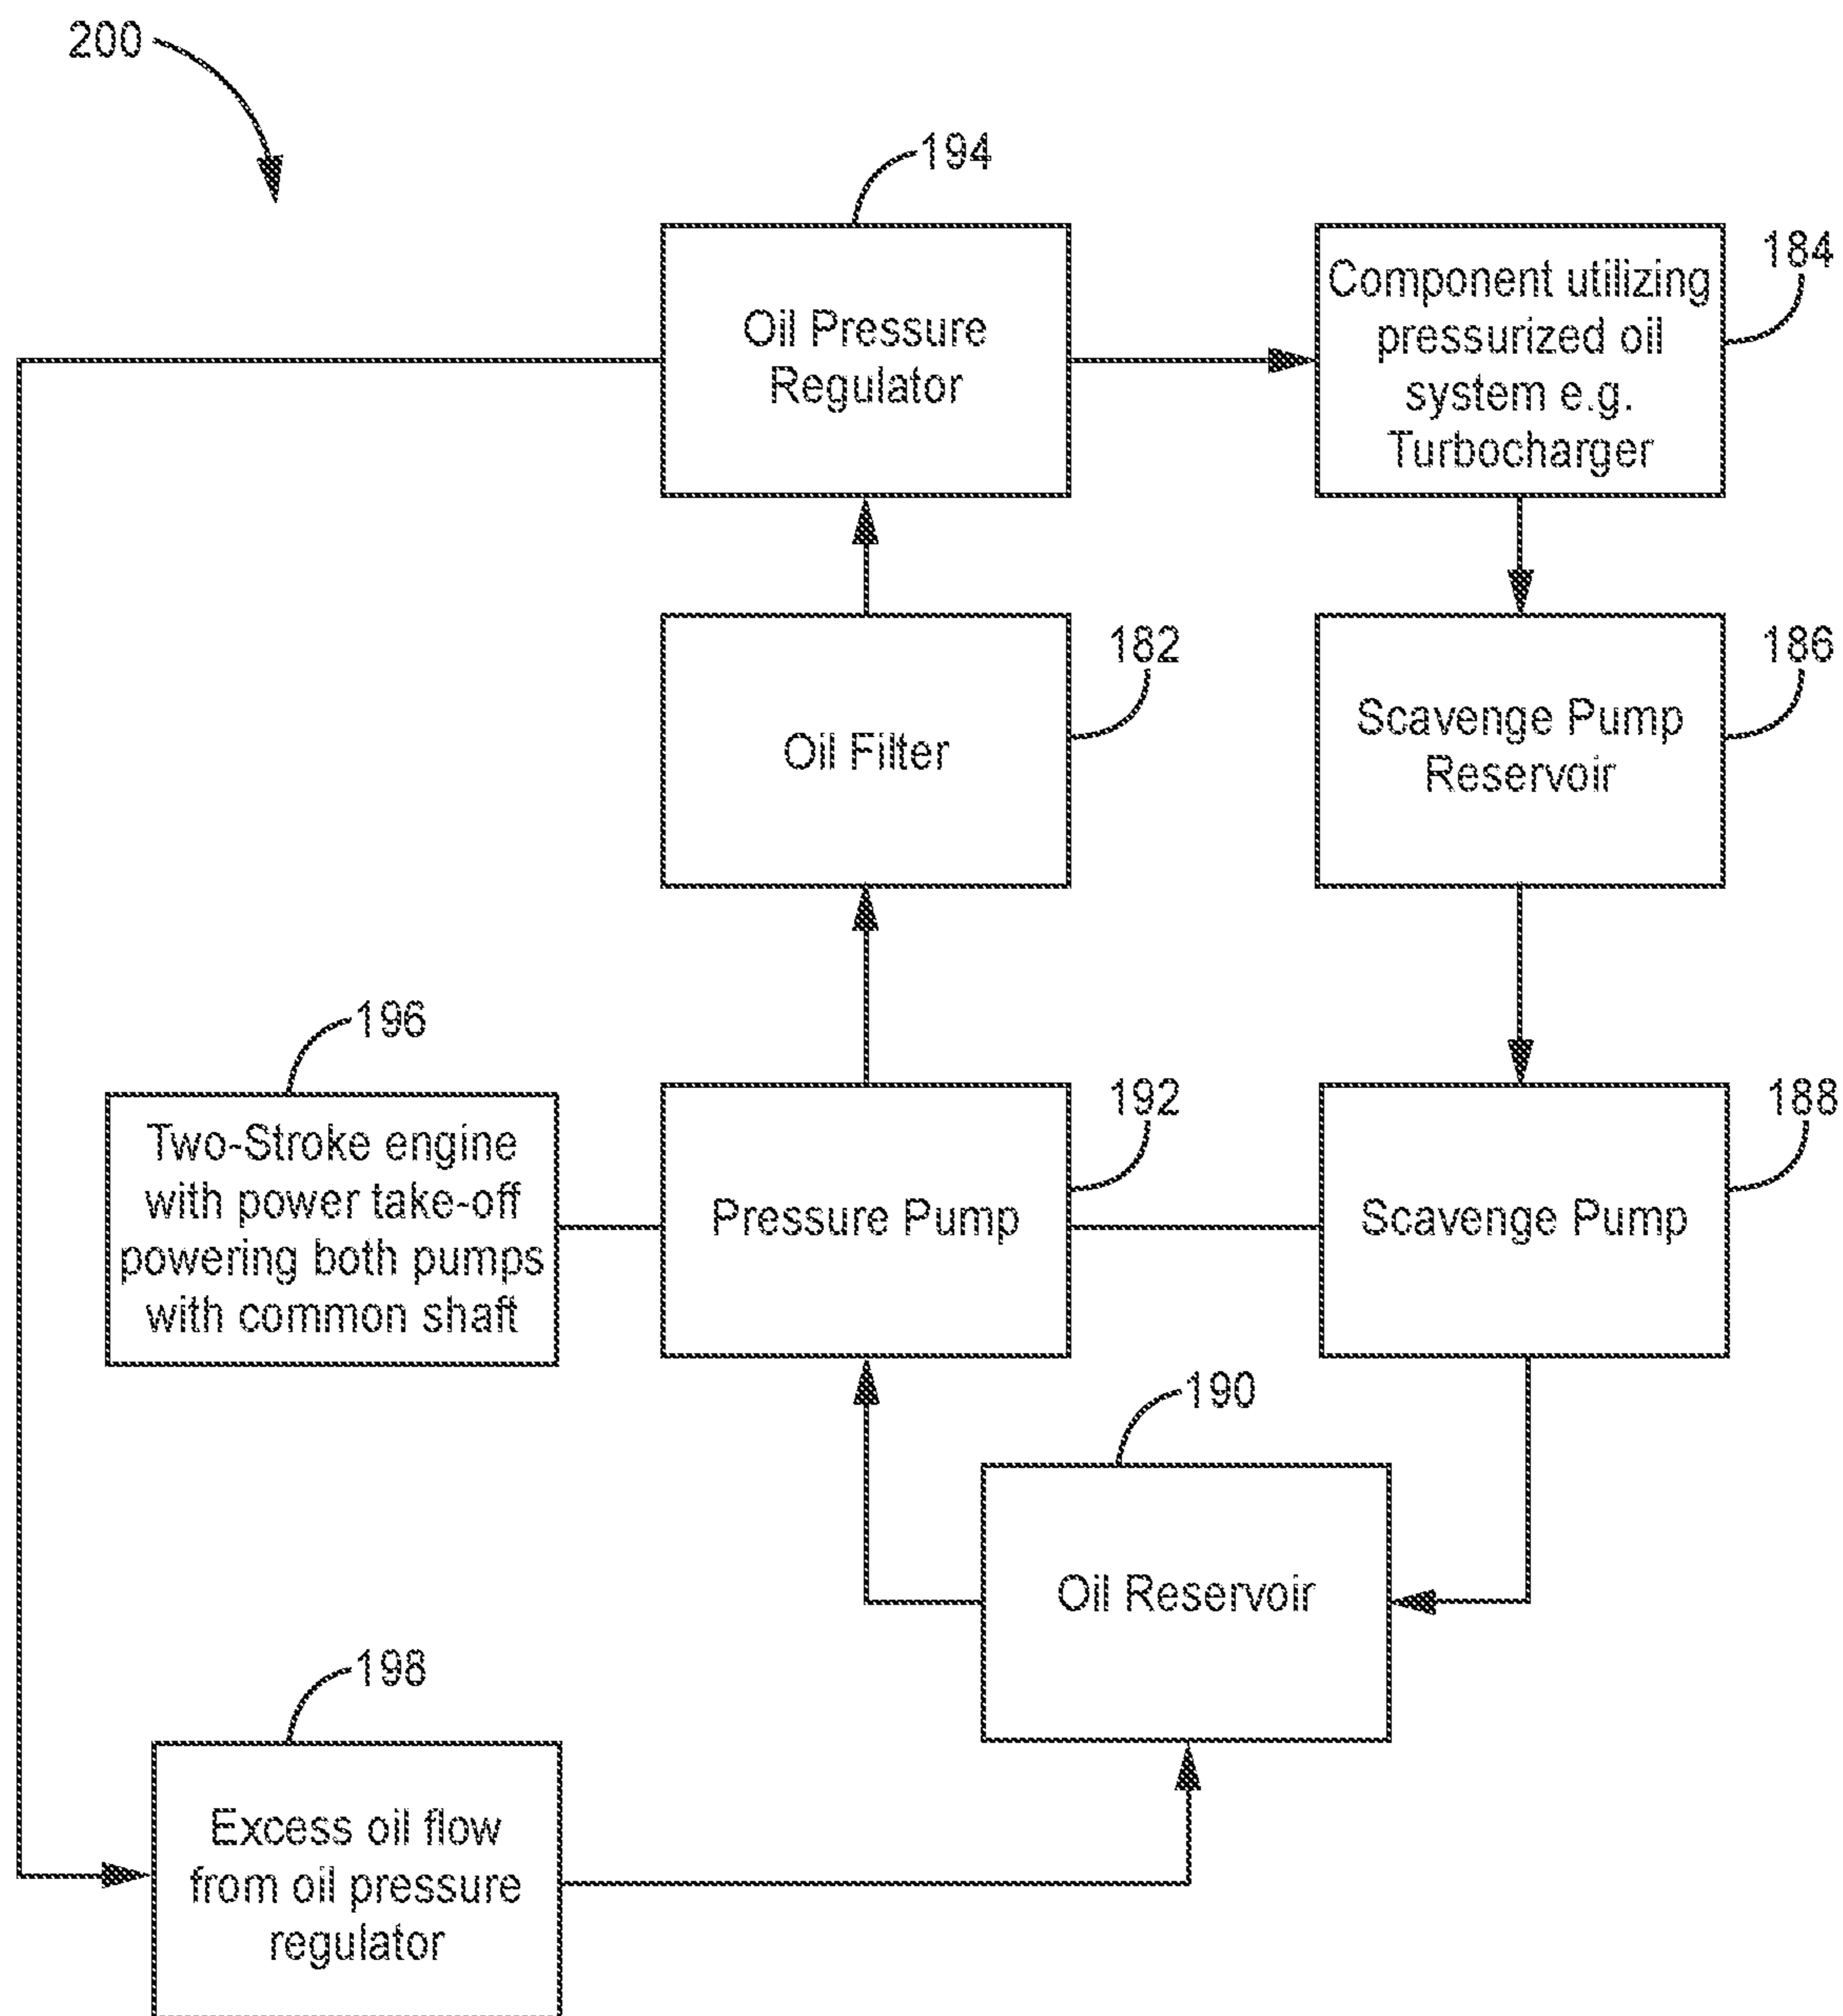 200
194
Oil Pressure
Regulator
184
Component utilizing
pressurized oil
system e.g.
Turbocharger
182
Oil Filter
186
Scavenge Pump
Reservoir
196
Two-Stroke engine
with power take-off
powering both pumps
with common shaft
192
Pressure Pump
188
Scavenge Pump
190
Oil Reservoir
198
Excess oil flow
from oil pressure
regulator